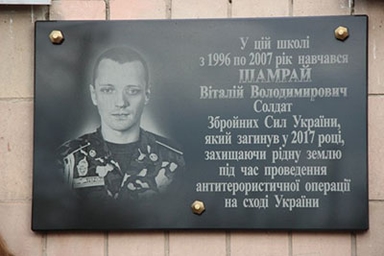 У цій школі
з 1996 по 2007 рік навчався
ШАМРАЙ
Віталій Володимирович
Солдат
Збройних Сил України,
який загинув у 2017 році,
захищаючи рідну землю
під час проведення
антитерористичної операції
на сході України